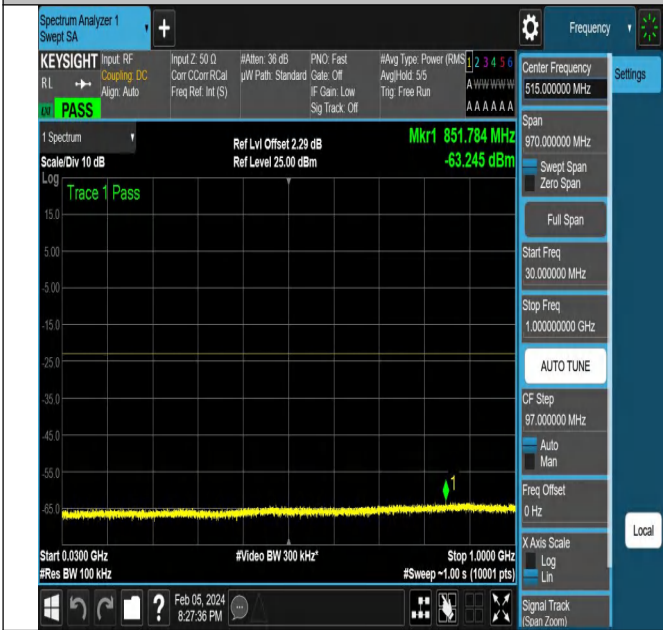 Spectrum Analyzer 1
Swept SA
+
Frequency
KEYSIGHT
RL
PASS
Input: RF
Coupling: DC
Align: Auto
Input Z: 50 Ω
Corr CCorr RCal
Freq Ref: Int (S)
#Atten: 36 dB
µW Path: Standard
PNO: Fast
Gate: Off
IF Gain: Low
Sig Track: Off
#Avg Type: Power (RMS
Avg|Hold: 5/5
Trig: Free Run
1 2 3 4 5 6
A W W W W W
A A A A A A
Center Frequency
515.000000 MHz
Settings
1 Spectrum
Scale/Div 10 dB
Ref Lvl Offset 2.29 dB
Ref Level 25.00 dBm
Mkr1 851.784 MHz
-63.245 dBm
Log
Trace 1 Pass
15.0
5.00
-5.00
-15.0
-25.0
-35.0
-45.0
-55.0
-65.0
1
Start 0.0300 GHz
#Res BW 100 kHz
#Video BW 300 kHz*
Stop 1.0000 GHz
#Sweep ~1.00 s (10001 pts)
Span
970.000000 MHz
Swept Span
Zero Span
Full Span
Start Freq
30.000000 MHz
Stop Freq
1.000000000 GHz
AUTO TUNE
CF Step
97.000000 MHz
Auto
Man
Freq Offset
0 Hz
X Axis Scale
Log
Lin
Signal Track
(Span Zoom)
Local
?
Feb 05, 2024
8:27:36 PM